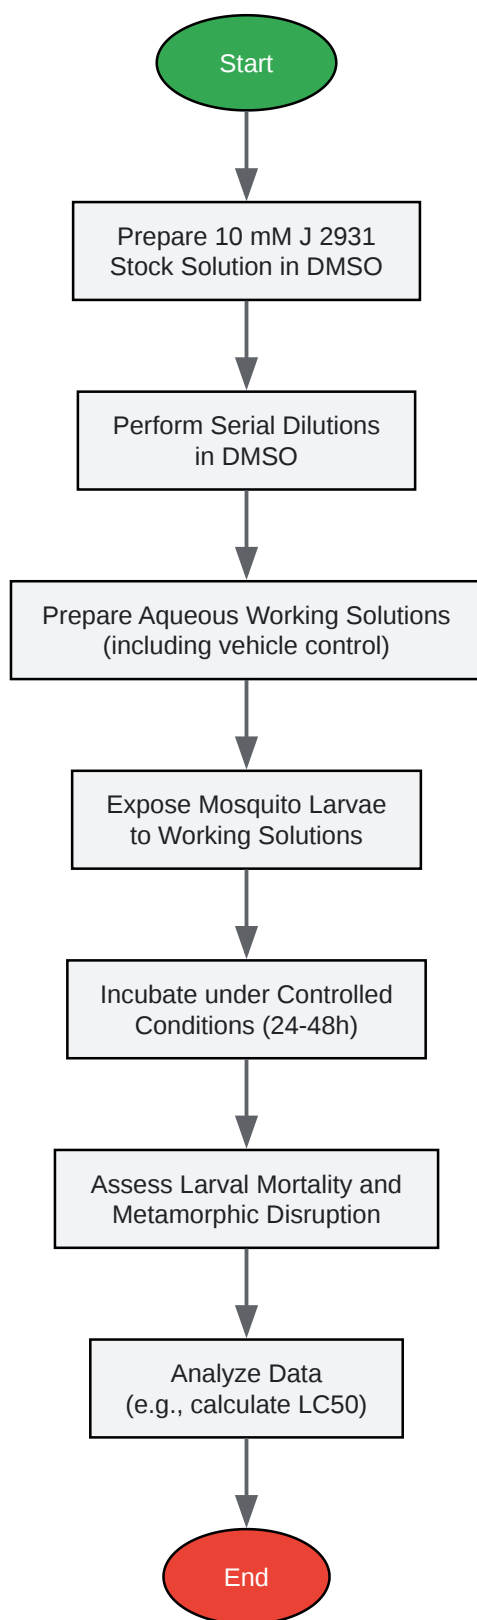 Start
Prepare 10 mM J 2931
Stock Solution in DMSO
Perform Serial Dilutions
in DMSO
Prepare Aqueous Working Solutions
(including vehicle control)
Expose Mosquito Larvae
to Working Solutions
Incubate under Controlled
Conditions (24-48h)
Assess Larval Mortality and
Metamorphic Disruption
Analyze Data
(e.g., calculate LC50)
End